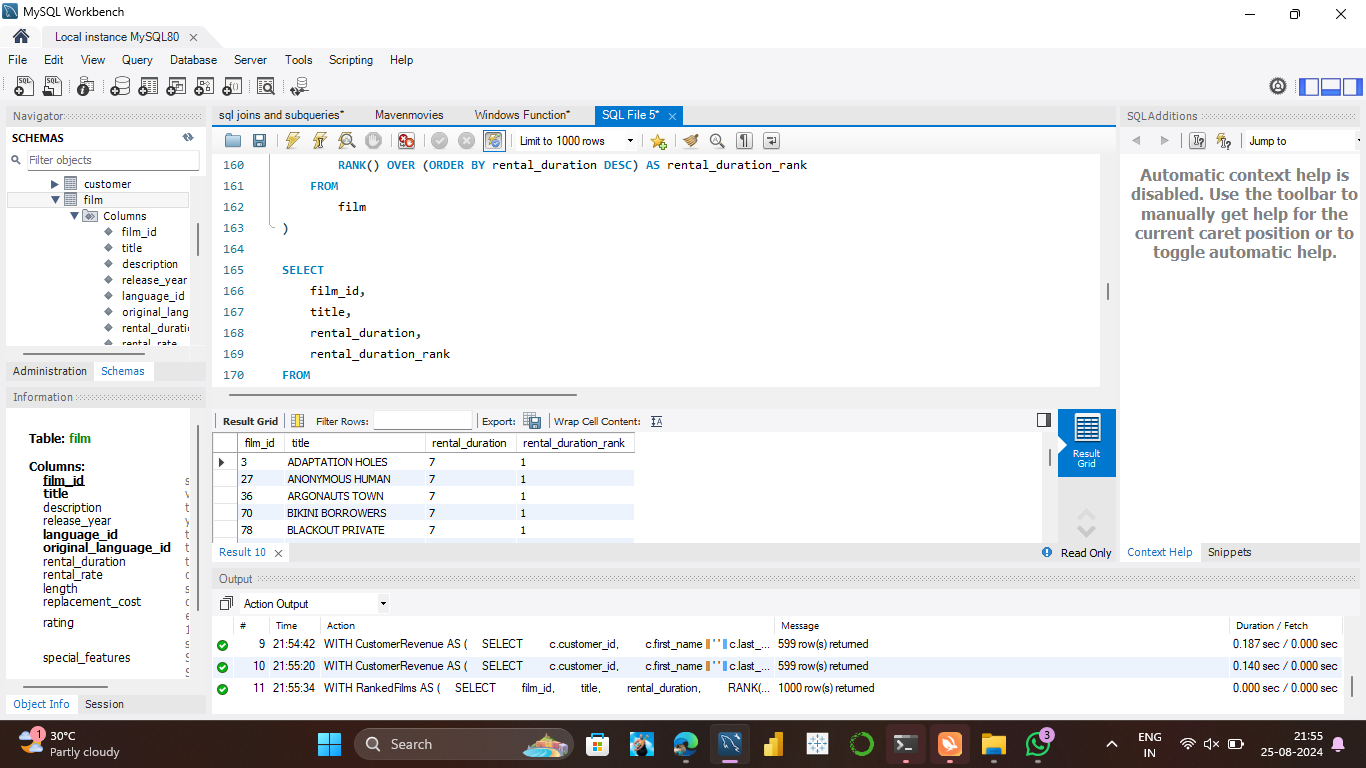 MySQL Workbench
Local instance MySQL80
File Edit View Query Database Server Tools Scripting Help
Navigator
SCHEMAS
Filter objects
customer
film
Columns
film_id
title
description
release_year
language_id
original_lang
rental_durati
rental_rate
Administration Schemas
Information
Table: film
Columns:
film_id
title
description
release_year
language_id
original_language_id
rental_duration
rental_rate
length
replacement_cost
rating
special_features
Object Info Session
sql joins and subqueries* Mavenmovies Windows Function* SQL File 5*
Limit to 1000 rows
160 RANK() OVER (ORDER BY rental_duration DESC) AS rental_duration_rank
161 FROM
162 film
163 )
164
165 SELECT
166 film_id,
167 title,
168 rental_duration,
169 rental_duration_rank
170 FROM
Result Grid Filter Rows: Export: Wrap Cell Content:
film_id title rental_duration rental_duration_rank
3 ADAPTATION HOLES 7 1
27 ANONYMOUS HUMAN 7 1
36 ARGONAUTS TOWN 7 1
70 BIKINI BORROWERS 7 1
78 BLACKOUT PRIVATE 7 1
Result
Grid
Result 10 Read Only
SQLAdditions
Jump to
Automatic context help is
disabled. Use the toolbar to
manually get help for the
current caret position or to
toggle automatic help.
Context Help Snippets
Output
Action Output
# Time Action Message Duration / Fetch
9 21:54:42 WITH CustomerRevenue AS ( SELECT c.customer_id, c.first_name || ' ' || c.last_... 599 row(s) returned 0.187 sec / 0.000 sec
10 21:55:20 WITH CustomerRevenue AS ( SELECT c.customer_id, c.first_name || ' ' || c.last_... 599 row(s) returned 0.140 sec / 0.000 sec
11 21:55:34 WITH RankedFilms AS ( SELECT film_id, title, rental_duration, RANK(... 1000 row(s) returned 0.000 sec / 0.000 sec
1
30°C
Partly cloudy
Search
3
ENG
IN
21:55
25-08-2024